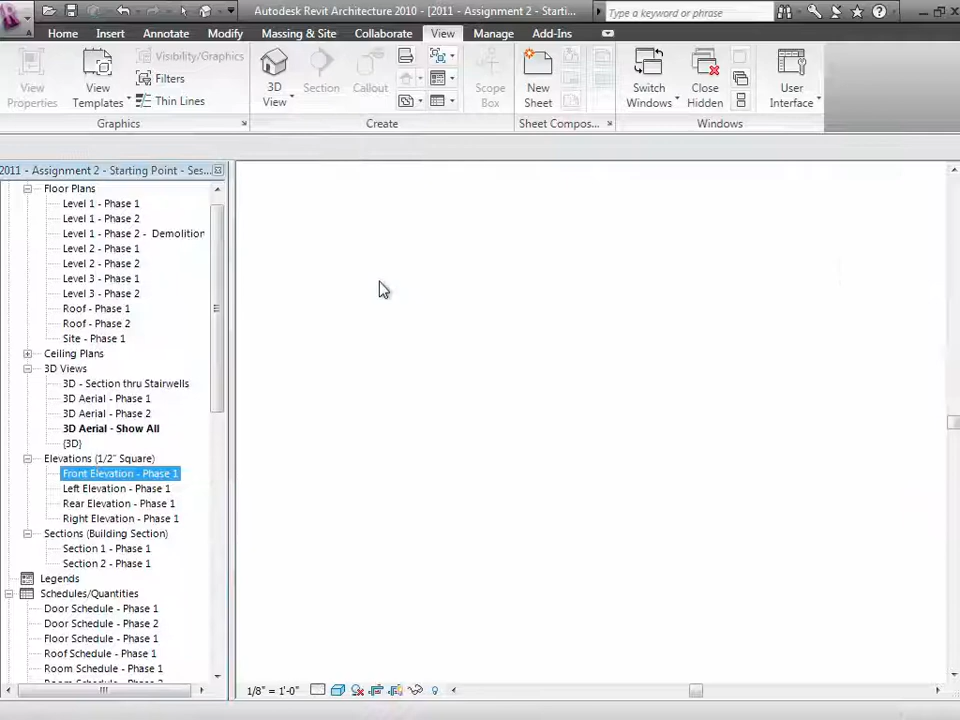 Autodesk Revit Architecture 2010 - [2011 - Assignment 2 - Starti...
Type a keyword or phrase
Home Insert Annotate Modify Massing & Site Collaborate View Manage Add-Ins
View Properties
View Templates
Visibility/Graphics
Filters
Thin Lines
3D View
Section
Callout
Scope Box
New Sheet
Switch Windows
Close Hidden
User Interface
Graphics
Create
Sheet Compos...
Windows
2011 - Assignment 2 - Starting Point - Ses...
Floor Plans
Level 1 - Phase 1
Level 1 - Phase 2
Level 1 - Phase 2 - Demolition
Level 2 - Phase 1
Level 2 - Phase 2
Level 3 - Phase 1
Level 3 - Phase 2
Roof - Phase 1
Roof - Phase 2
Site - Phase 1
Ceiling Plans
3D Views
3D - Section thru Stairwells
3D Aerial - Phase 1
3D Aerial - Phase 2
3D Aerial - Show All
{3D}
Elevations (1/2" Square)
Front Elevation - Phase 1
Left Elevation - Phase 1
Rear Elevation - Phase 1
Right Elevation - Phase 1
Sections (Building Section)
Section 1 - Phase 1
Section 2 - Phase 1
Legends
Schedules/Quantities
Door Schedule - Phase 1
Door Schedule - Phase 2
Floor Schedule - Phase 1
Roof Schedule - Phase 1
Room Schedule - Phase 1
1/8" = 1'-0"